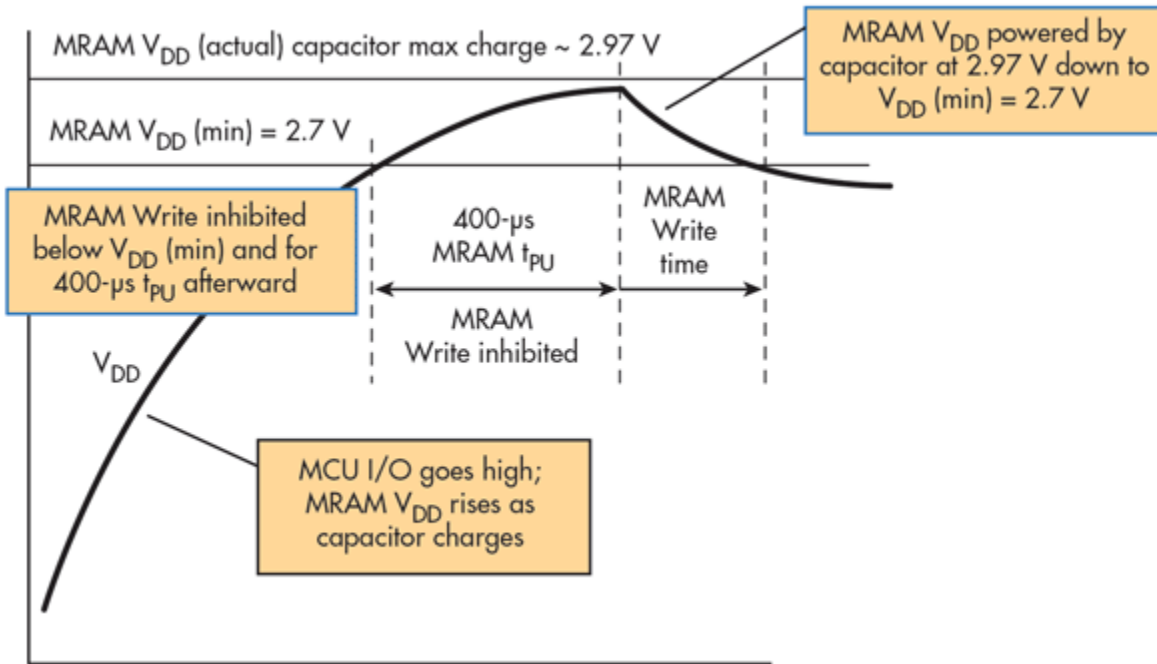 MRAM VDD (actual) capacitor max charge ~ 2.97 V
MRAM VDD powered by
capacitor at 2.97 V down to
VDD (min) = 2.7 V
MRAM VDD (min) = 2.7 V
MRAM Write inhibited
below VDD (min) and for
400-µs tPU afterward
400-µs
MRAM tPU
MRAM
Write
time
MRAM
Write inhibited
VDD
MCU I/O goes high;
MRAM VDD rises as
capacitor charges